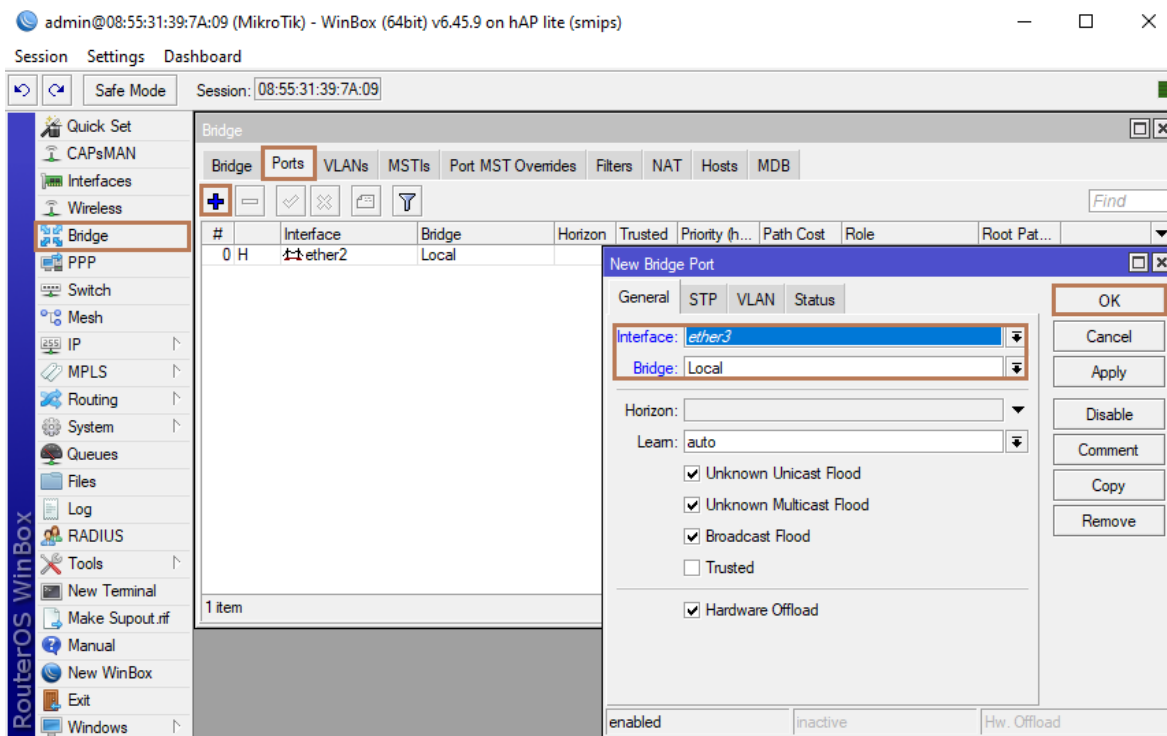 admin@08:55:31:39:7A:09 (MikroTik) - WinBox (64bit) v6.45.9 on hAP lite (smips)
Session Settings Dashboard
Safe Mode Session: 08:55:31:39:7A:09
Quick Set
CAPsMAN
Interfaces
Wireless
Bridge
PPP
Switch
Mesh
IP
MPLS
Routing
System
Queues
Files
Log
RADIUS
Tools
New Terminal
Make Supout.rif
Manual
New WinBox
Exit
Windows
RouterOS WinBox
Bridge
Bridge Ports VLANs MSTIs Port MST Overrides Filters NAT Hosts MDB
Find
# Interface Bridge Horizon Trusted Priority (h... Path Cost Role Root Pat...
0 H ether2 Local
1 item
New Bridge Port
General STP VLAN Status
Interface: ether3
Bridge: Local
Horizon:
Learn: auto
Unknown Unicast Flood
Unknown Multicast Flood
Broadcast Flood
Trusted
Hardware Offload
OK
Cancel
Apply
Disable
Comment
Copy
Remove
enabled inactive Hw. Offload